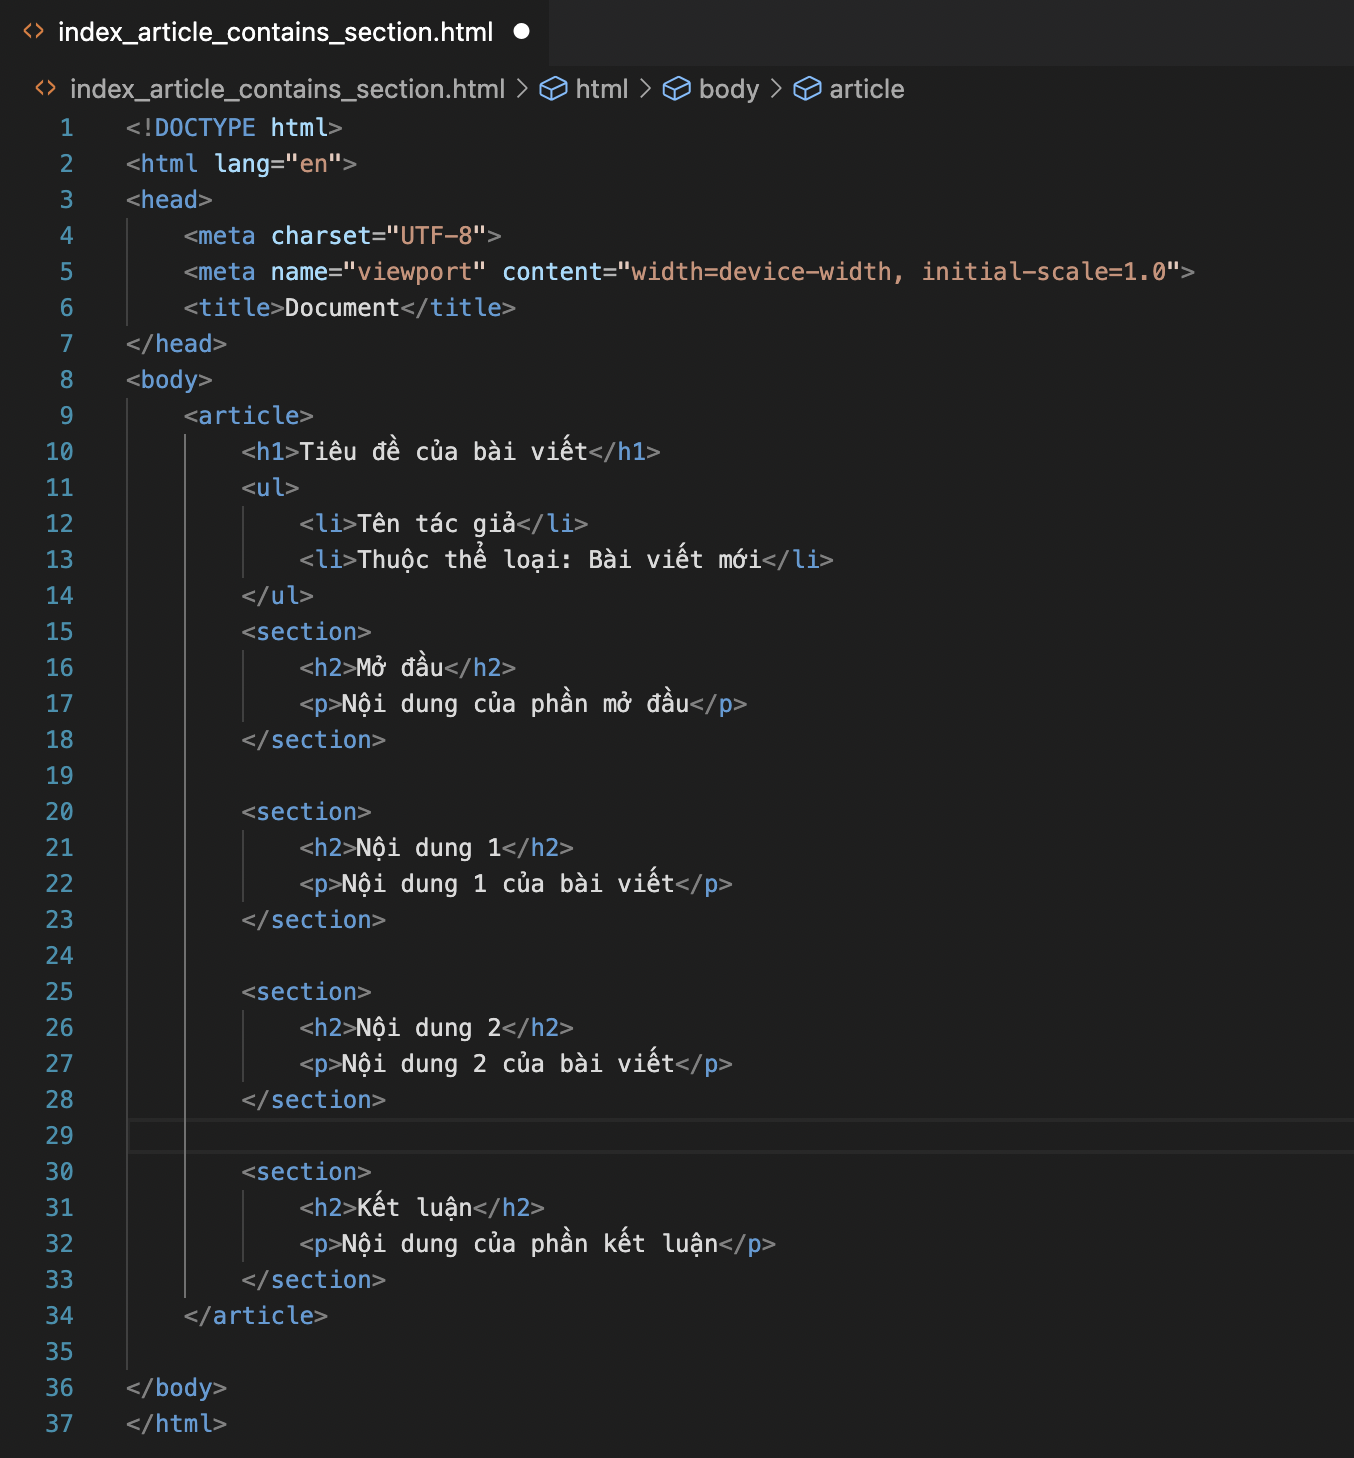 index_article_contains_section.html
index_article_contains_section.html > html > body > article
1 <!DOCTYPE html>
2 <html lang="en">
3 <head>
4     <meta charset="UTF-8">
5     <meta name="viewport" content="width=device-width, initial-scale=1.0">
6     <title>Document</title>
7 </head>
8 <body>
9     <article>
10         <h1>Tiêu đề của bài viết</h1>
11         <ul>
12             <li>Tên tác giả</li>
13             <li>Thuộc thể loại: Bài viết mới</li>
14         </ul>
15         <section>
16             <h2>Mở đầu</h2>
17             <p>Nội dung của phần mở đầu</p>
18         </section>
19
20         <section>
21             <h2>Nội dung 1</h2>
22             <p>Nội dung 1 của bài viết</p>
23         </section>
24
25         <section>
26             <h2>Nội dung 2</h2>
27             <p>Nội dung 2 của bài viết</p>
28         </section>
29
30         <section>
31             <h2>Kết luận</h2>
32             <p>Nội dung của phần kết luận</p>
33         </section>
34     </article>
35
36 </body>
37 </html>